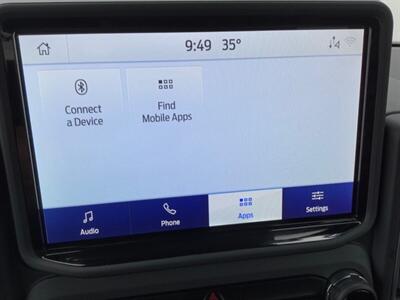 9:49 35°
Connect
a Device
Find
Mobile Apps
Audio
Phone
Apps
Settings